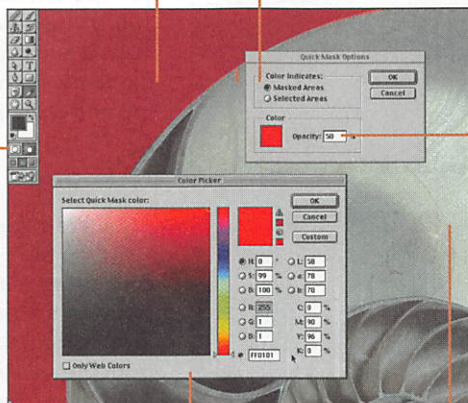 Quick Mask Options
Color Indicates:
Masked Areas
Selected Areas
OK
Cancel
Color
Opacity: 50 %
Color Picker
Select Quick Mask color:
OK
Cancel
Custom
H: 0 °
S: 99 %
B: 100 %
R: 255
G: 1
B: 1
# FF0101
L: 58
a: 78
b: 70
C: 0 %
M: 90 %
Y: 96 %
K: 0 %
Only Web Colors